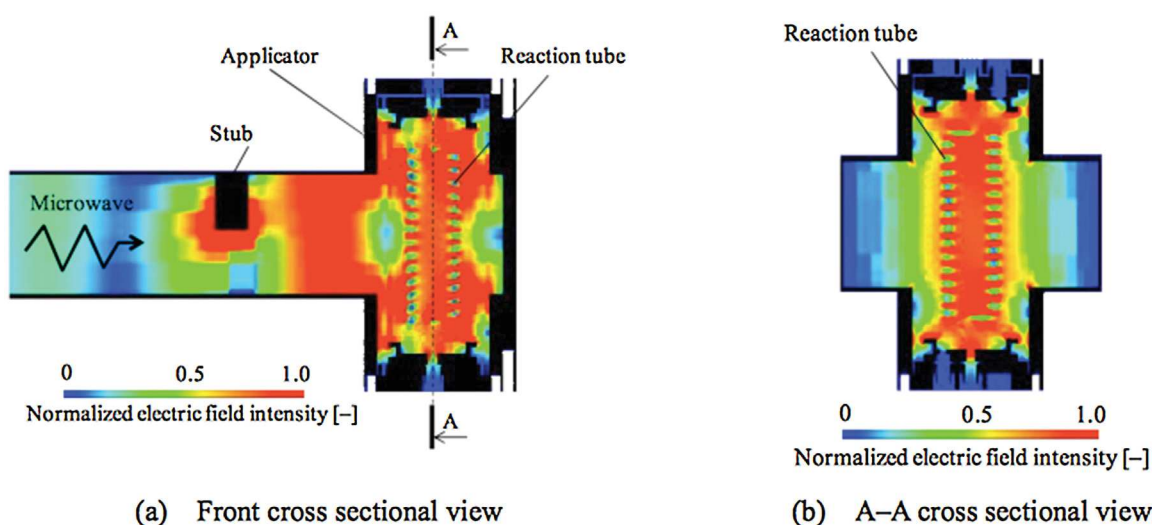 A
Applicator
Reaction tube
Stub
Microwave
0 0.5 1.0
Normalized electric field intensity [–]
A
(a) Front cross sectional view
Reaction tube
0 0.5 1.0
Normalized electric field intensity [–]
(b) A–A cross sectional view